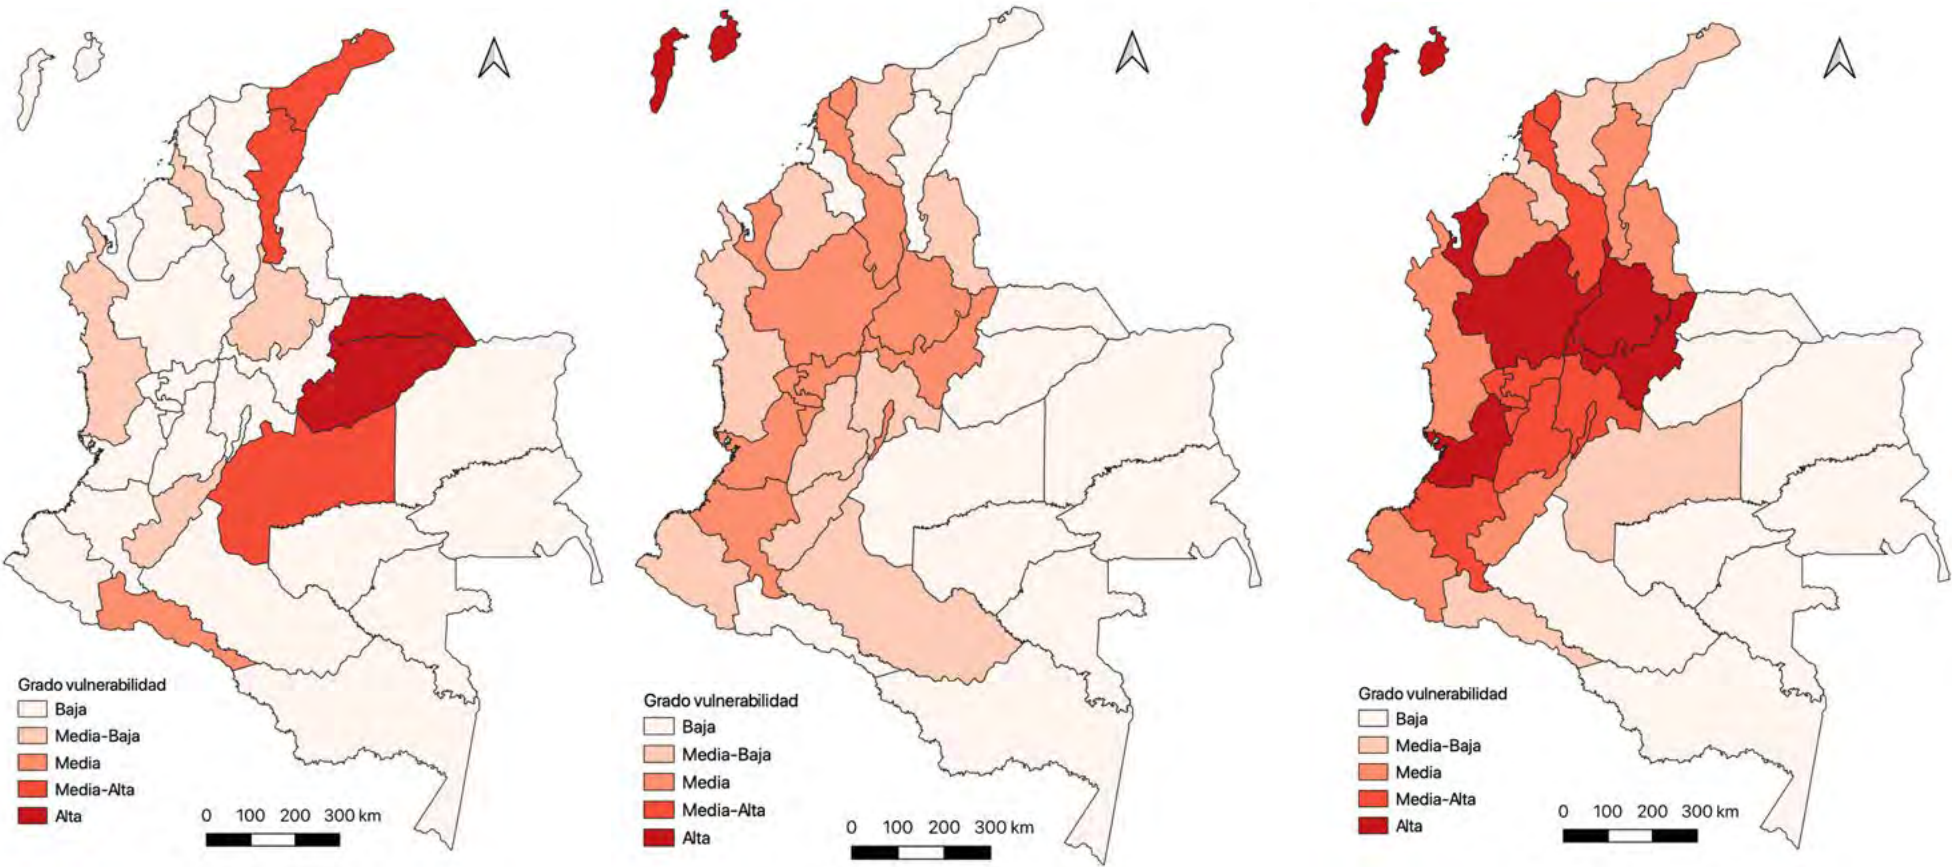 Grado vulnerabilidad
Baja
Media-Baja
Media
Media-Alta
Alta
0 100 200 300 km
Grado vulnerabilidad
Baja
Media-Baja
Media
Media-Alta
Alta
0 100 200 300 km
Grado vulnerabilidad
Baja
Media-Baja
Media
Media-Alta
Alta
0 100 200 300 km